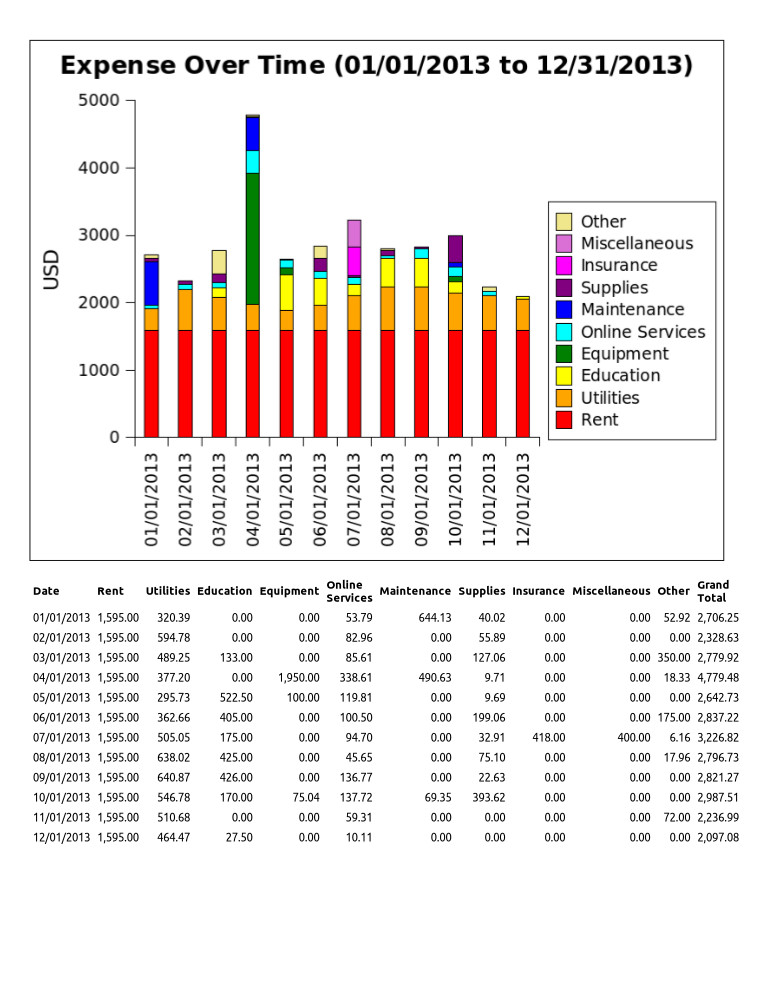 Expense Over Time (01/01/2013 to 12/31/2013)
5000
4000
3000
2000
1000
0
USD
Other
Miscellaneous
Insurance
Supplies
Maintenance
Online Services
Equipment
Education
Utilities
Rent
01/01/2013
02/01/2013
03/01/2013
04/01/2013
05/01/2013
06/01/2013
07/01/2013
08/01/2013
09/01/2013
10/01/2013
11/01/2013
12/01/2013
Date Rent Utilities Education Equipment Online Services Maintenance Supplies Insurance Miscellaneous Other Grand Total
01/01/2013 1,595.00 320.39 0.00 0.00 53.79 644.13 40.02 0.00 0.00 52.92 2,706.25
02/01/2013 1,595.00 594.78 0.00 0.00 82.96 0.00 55.89 0.00 0.00 0.00 2,328.63
03/01/2013 1,595.00 489.25 133.00 0.00 85.61 0.00 127.06 0.00 0.00 350.00 2,779.92
04/01/2013 1,595.00 377.20 0.00 1,950.00 338.61 490.63 9.71 0.00 0.00 18.33 4,779.48
05/01/2013 1,595.00 295.73 522.50 100.00 119.81 0.00 9.69 0.00 0.00 0.00 2,642.73
06/01/2013 1,595.00 362.66 405.00 0.00 100.50 0.00 199.06 0.00 0.00 175.00 2,837.22
07/01/2013 1,595.00 505.05 175.00 0.00 94.70 0.00 32.91 418.00 400.00 6.16 3,226.82
08/01/2013 1,595.00 638.02 425.00 0.00 45.65 0.00 75.10 0.00 0.00 17.96 2,796.73
09/01/2013 1,595.00 640.87 426.00 0.00 136.77 0.00 22.63 0.00 0.00 0.00 2,821.27
10/01/2013 1,595.00 546.78 170.00 75.04 137.72 69.35 393.62 0.00 0.00 0.00 2,987.51
11/01/2013 1,595.00 510.68 0.00 0.00 59.31 0.00 0.00 0.00 0.00 72.00 2,236.99
12/01/2013 1,595.00 464.47 27.50 0.00 10.11 0.00 0.00 0.00 0.00 0.00 2,097.08